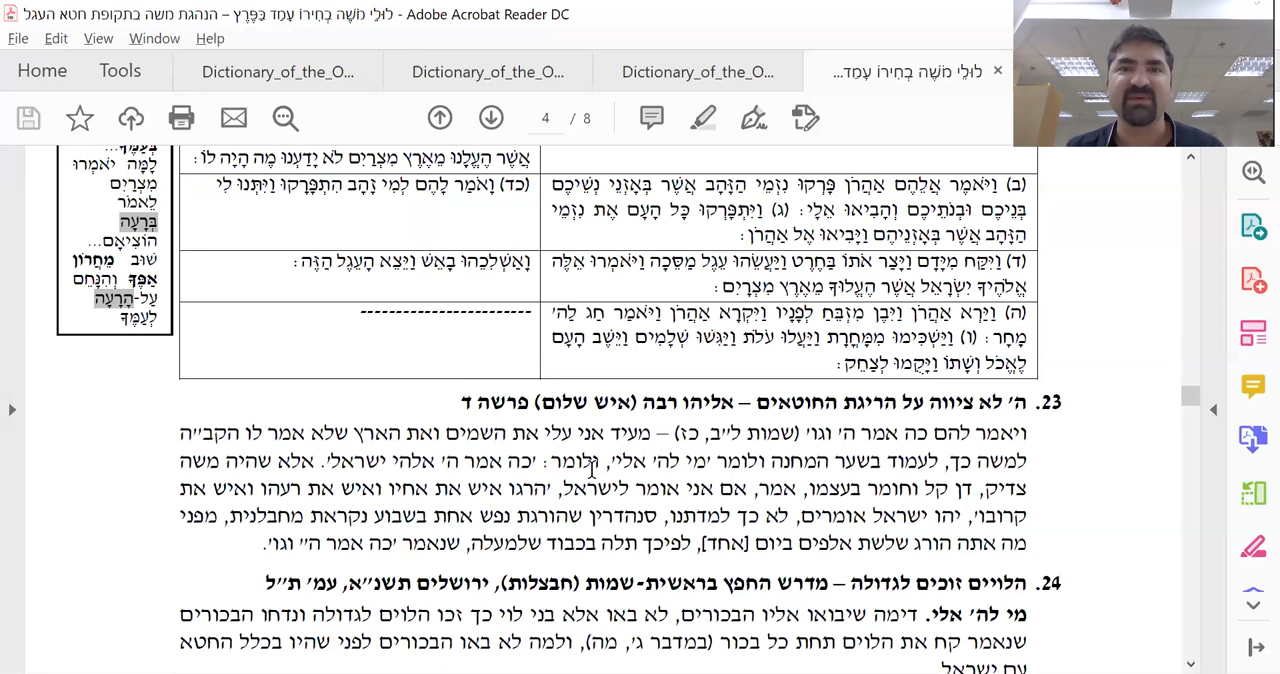 לוּלֵי מֹשֶׁה בְחִירוֹ עָמַד בַּפֶּרֶץ – הנהגת משה בתקופת חטא העגל - Adobe Acrobat Reader DC
File Edit View Window Help
Home Tools Dictionary_of_the_O... Dictionary_of_the_O... Dictionary_of_the_O... לוּלֵי מֹשֶׁה בְחִירוֹ עָמַד...
4 / 8
אֲשֶׁר הֶעֱלָנוּ מֵאֶרֶץ מִצְרַיִם לֹא יָדַעְנוּ מֶה הָיָה לוֹ:
(ב) וַיֹּאמֶר אֲלֵהֶם אַהֲרֹן פָּרְקוּ נִזְמֵי הַזָּהָב אֲשֶׁר בְּאָזְנֵי נְשֵׁיכֶם
בְּנֵיכֶם וּבְנֹתֵיכֶם וְהָבִיאוּ אֵלָי: (ג) וַיִּתְפָּרְקוּ כָּל הָעָם אֶת נִזְמֵי
הַזָּהָב אֲשֶׁר בְּאָזְנֵיהֶם וַיָּבִיאוּ אֶל אַהֲרֹן:
(כד) וָאֹמַר לָהֶם לְמִי זָהָב הִתְפָּרָקוּ וַיִּתְּנוּ לִי
(ד) וַיִּקַּח מִיָּדָם וַיָּצַר אֹתוֹ בַּחֶרֶט וַיַּעֲשֵׂהוּ עֵגֶל מַסֵּכָה וַיֹּאמְרוּ אֵלֶּה
אֱלֹהֶיךָ יִשְׂרָאֵל אֲשֶׁר הֶעֱלוּךָ מֵאֶרֶץ מִצְרָיִם:
וָאַשְׁלִכֵהוּ בָאֵשׁ וַיֵּצֵא הָעֵגֶל הַזֶּה:
(ה) וַיַּרְא אַהֲרֹן וַיִּבֶן מִזְבֵּחַ לְפָנָיו וַיִּקְרָא אַהֲרֹן וַיֹּאמַר חַג לַה'
מָחָר: (ו) וַיַּשְׁכִּימוּ מִמָּחֳרָת וַיַּעֲלוּ עֹלֹת וַיַּגִּשׁוּ שְׁלָמִים וַיֵּשֶׁב הָעָם
לֶאֱכֹל וְשָׁתוֹ וַיָּקֻמוּ לְצַחֵק:
------------------------
בְּעַמֶּךָ...
לָמָּה יֹאמְרוּ
מִצְרַיִם
לֵאמֹר
בְּרָעָה
הוֹצִיאָם...
שׁוּב מֵחֲרוֹן
אַפֶּךָ וְהִנָּחֵם
עַל-הָרָעָה
לְעַמֶּךָ
23. ה' לא ציווה על הריגת החוטאים – אליהו רבה (איש שלום) פרשה ד
ויאמר להם כה אמר ה' וגו' (שמות ל"ב, כז) – מעיד אני עלי את השמים ואת הארץ שלא אמר לו הקב"ה
למשה כך, לעמוד בשער המחנה ולומר 'מי לה' אלי', ולומר: 'כה אמר ה' אלהי ישראל'. אלא שהיה משה
צדיק, דן קל וחומר בעצמו, אמר, אם אני אומר לישראל, 'הרגו איש את אחיו ואיש את רעהו ואיש את
קרובו', יהו ישראל אומרים, לא כך למדתנו, סנהדרין שהורגת נפש אחת בשבוע נקראת מחבלנית, מפני
מה אתה הורג שלשת אלפים ביום [אחד], לפיכך תלה בכבוד שלמעלה, שנאמר 'כה אמר ה'' וגו'.
24. הלויים זוכים לגדולה – מדרש החפץ בראשית-שמות (חבצלות), ירושלים תשנ"א, עמ' ת"ל
מי לה' אלי. דימה שיבואו אליו הבכורים, לא באו אלא בני לוי כך זכו הלוים לגדולה ונדחו הבכורים
שנאמר קח את הלוים תחת כל בכור (במדבר ג', מה), ולמה לא באו הבכורים לפני שהיו בכלל החטא
עם ישראל